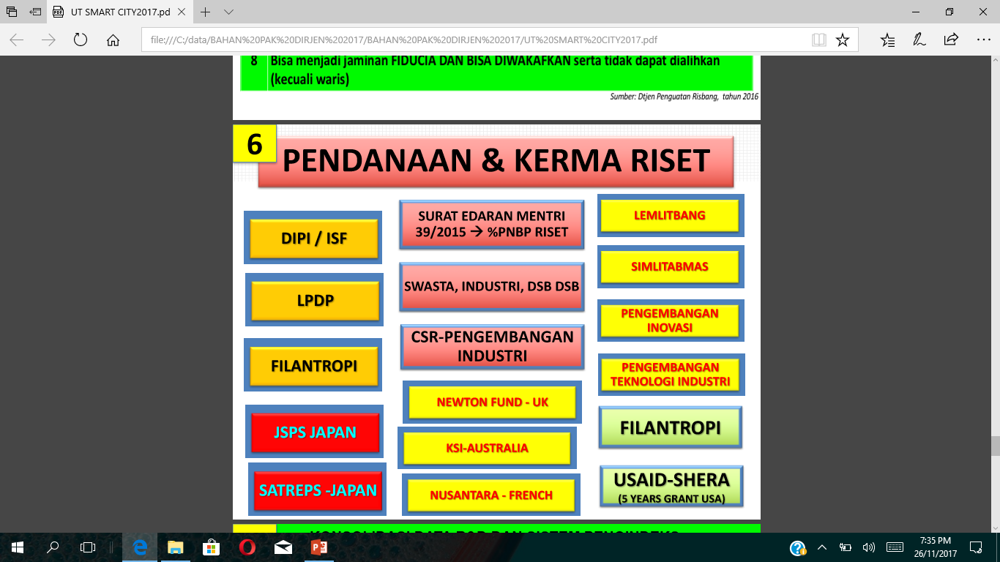 UT SMART CITY2017.pd
file:///C:/data/BAHAN%20PAK%20DIRJEN%202017/BAHAN%20PAK%20DIRJEN%202017/UT%20SMART%20CITY2017.pdf
8 Bisa menjadi jaminan FIDUCIA DAN BISA DIWAKAFKAN serta tidak dapat dialihkan
(kecuali waris)
Sumber: Dtjen Penguatan Risbang, tahun 2016
6
PENDANAAN & KERMA RISET
DIPI / ISF
LPDP
FILANTROPI
JSPS JAPAN
SATREPS -JAPAN
SURAT EDARAN MENTRI
39/2015 → %PNBP RISET
SWASTA, INDUSTRI, DSB DSB
CSR-PENGEMBANGAN
INDUSTRI
NEWTON FUND - UK
KSI-AUSTRALIA
NUSANTARA - FRENCH
LEMLITBANG
SIMLITABMAS
PENGEMBANGAN
INOVASI
PENGEMBANGAN
TEKNOLOGI INDUSTRI
FILANTROPI
USAID-SHERA
(5 YEARS GRANT USA)
7:35 PM
26/11/2017